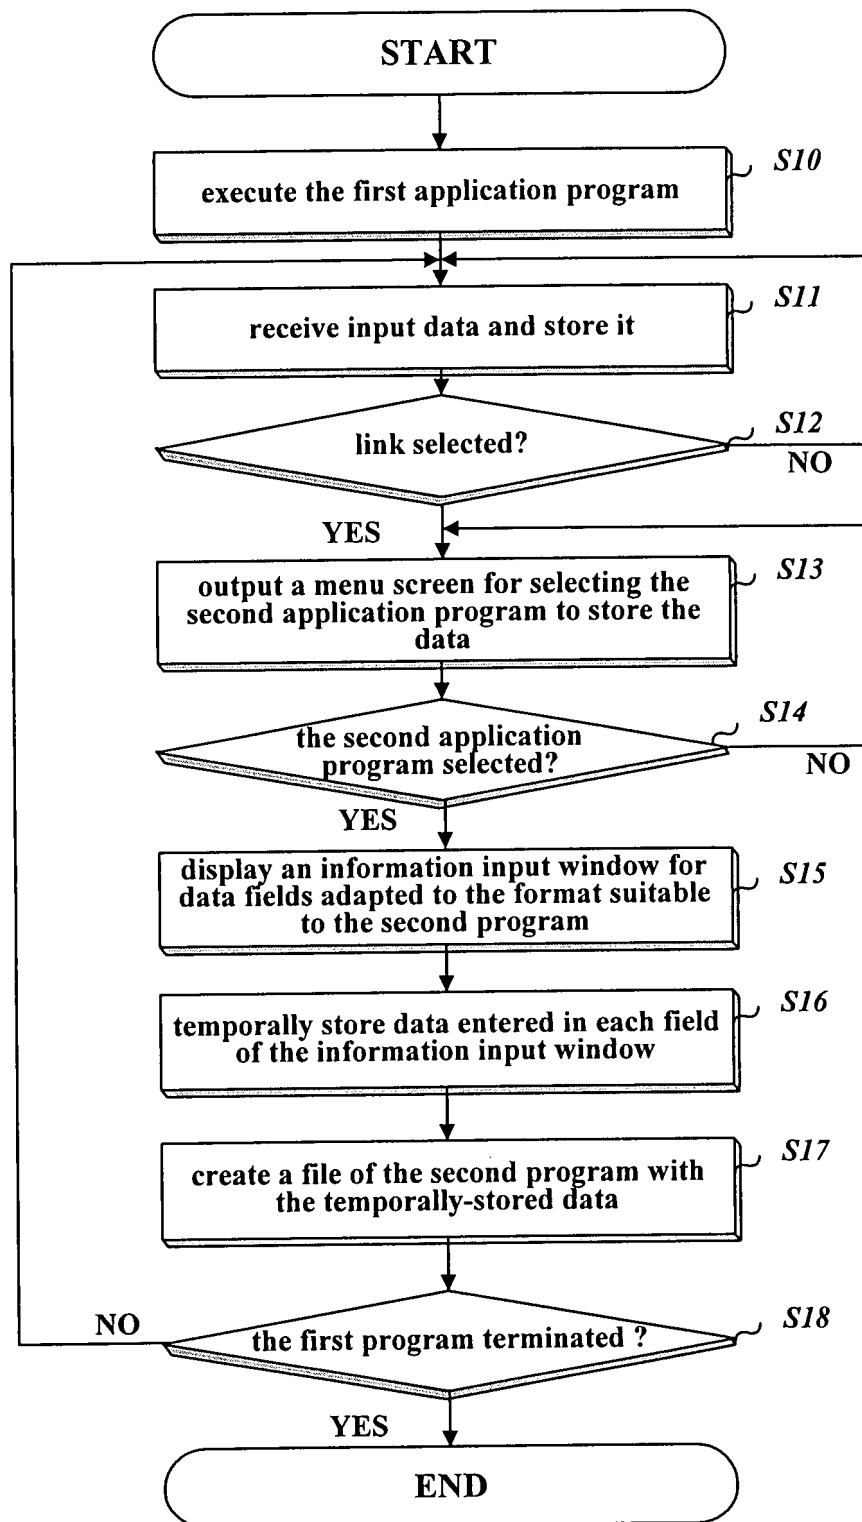 START
execute the first application program
S10
receive input data and store it
S11
link selected?
S12
NO
YES
output a menu screen for selecting the
second application program to store the
data
S13
the second application
program selected?
S14
NO
YES
display an information input window for
data fields adapted to the format suitable
to the second program
S15
temporally store data entered in each field
of the information input window
S16
create a file of the second program with
the temporally-stored data
S17
the first program terminated ?
S18
NO
YES
END